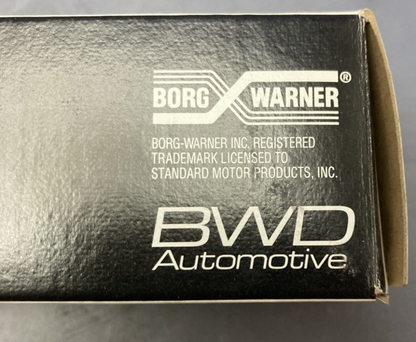 BORG WARNER®
BORG-WARNER INC. REGISTERED
TRADEMARK LICENSED TO
STANDARD MOTOR PRODUCTS, INC.
BWD
Automotive